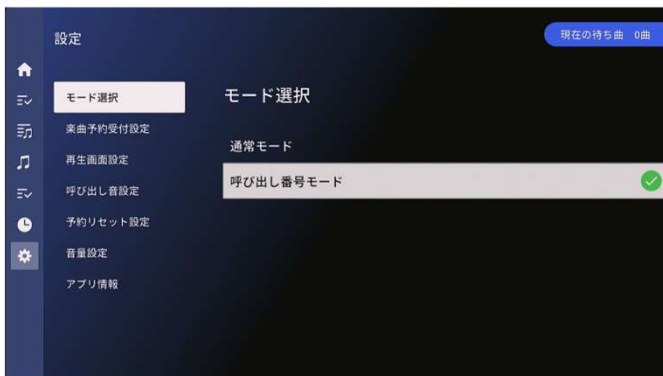 設定
現在の待ち曲 0曲
モード選択
楽曲予約受付設定
再生画面設定
呼び出し音設定
予約リセット設定
音量設定
アプリ情報
モード選択
通常モード
呼び出し番号モード